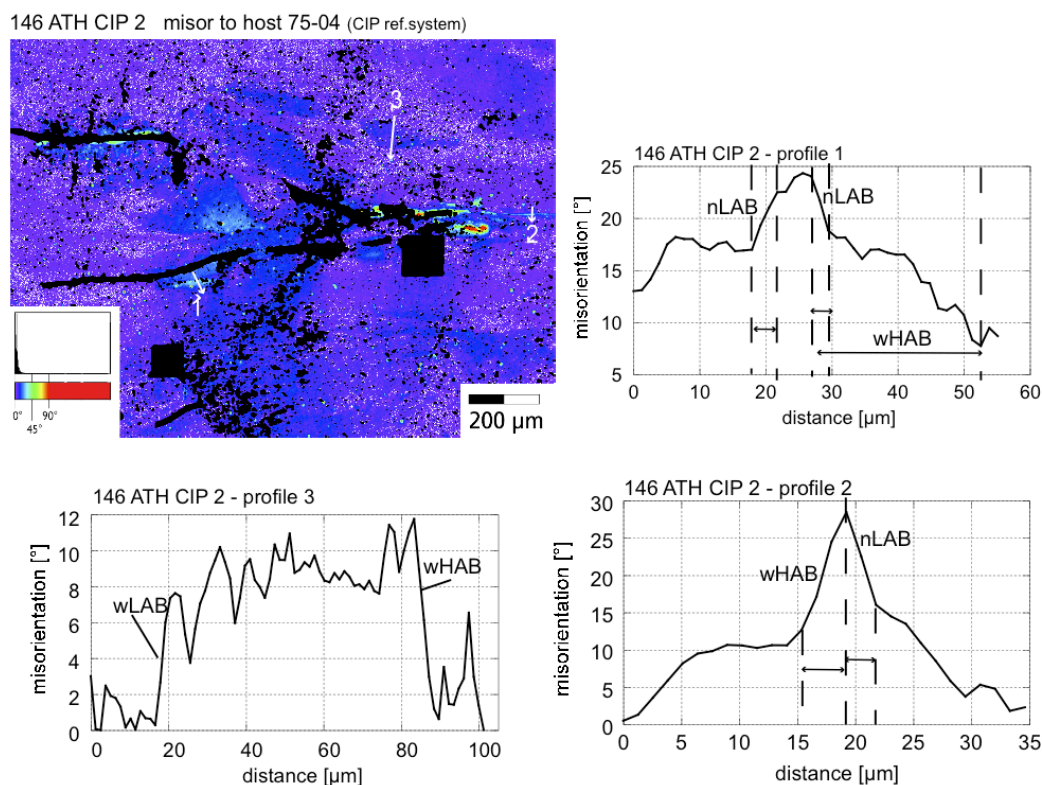 146 ATH CIP 2 misor to host 75-04 (CIP ref.system)
3
2
1
0° 90°
45°
200 µm
146 ATH CIP 2 - profile 1
misorientation [°]
25
20
15
10
5
nLAB
nLAB
wHAB
0 10 20 30 40 50 60
distance [µm]
146 ATH CIP 2 - profile 3
misorientation [°]
12
10
8
6
4
2
0
wLAB
wHAB
0 20 40 60 80 100
distance [µm]
146 ATH CIP 2 - profile 2
misorientation [°]
30
25
20
15
10
5
0
nLAB
wHAB
0 5 10 15 20 25 30 35
distance [µm]